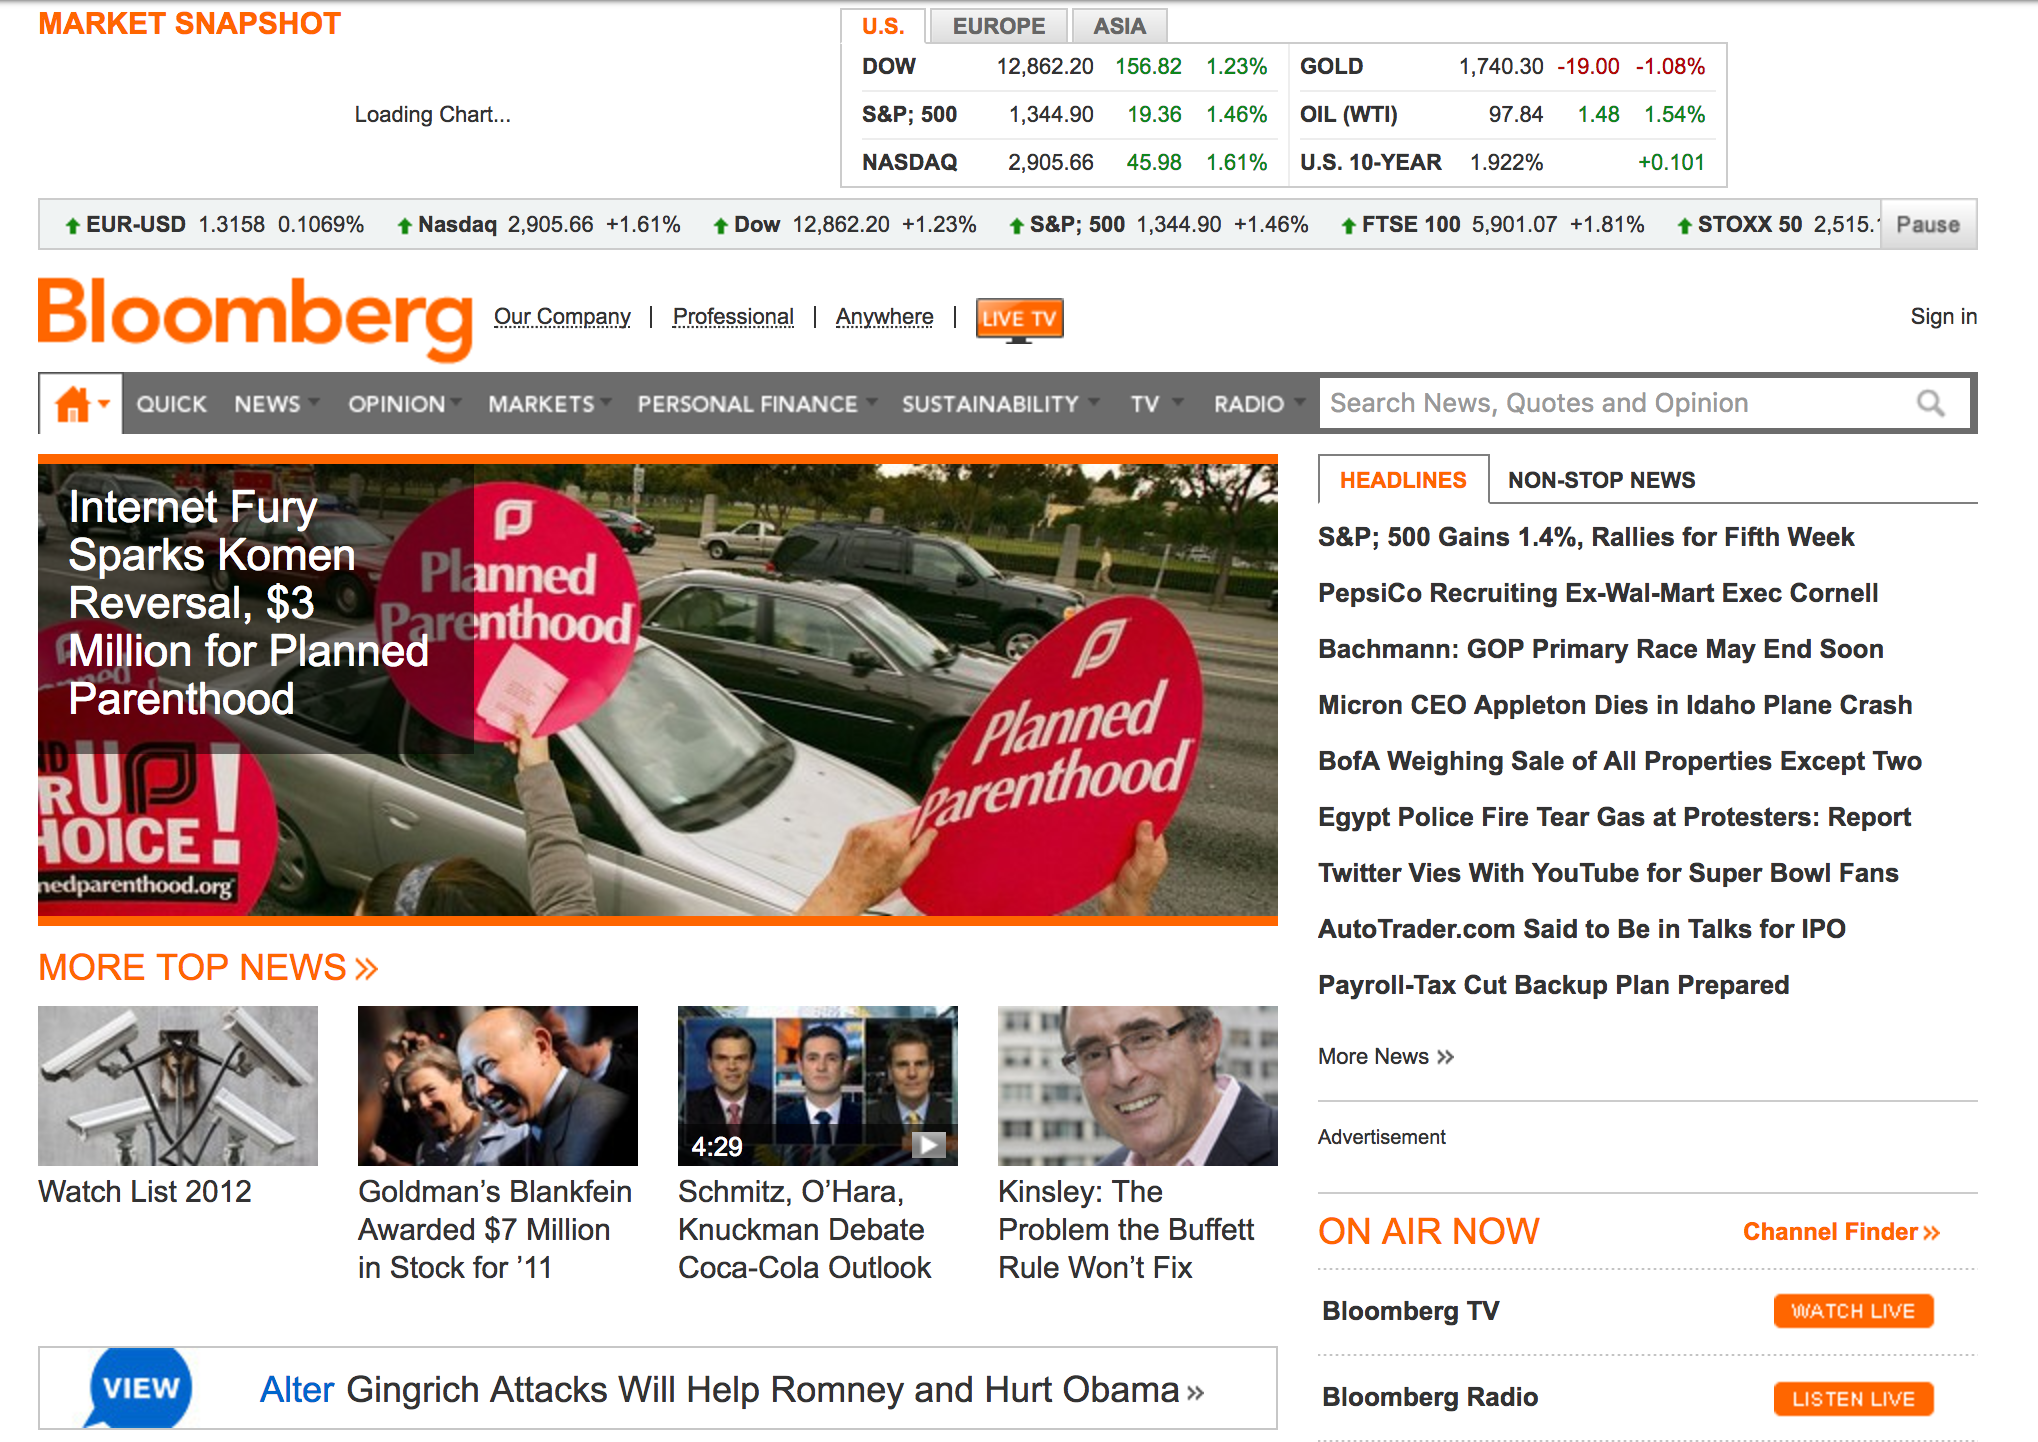 MARKET SNAPSHOT
U.S. EUROPE ASIA
Loading Chart...
DOW 12,862.20 156.82 1.23%
S&P; 500 1,344.90 19.36 1.46%
NASDAQ 2,905.66 45.98 1.61%
GOLD 1,740.30 -19.00 -1.08%
OIL (WTI) 97.84 1.48 1.54%
U.S. 10-YEAR 1.922% +0.101
EUR-USD 1.3158 0.1069% Nasdaq 2,905.66 +1.61% Dow 12,862.20 +1.23% S&P; 500 1,344.90 +1.46% FTSE 100 5,901.07 +1.81% STOXX 50 2,515. Pause
Bloomberg Our Company | Professional | Anywhere | LIVE TV Sign in
QUICK NEWS OPINION MARKETS PERSONAL FINANCE SUSTAINABILITY TV RADIO Search News, Quotes and Opinion
Internet Fury
Sparks Komen
Reversal, $3
Million for Planned
Parenthood
Planned
Parenthood
Planned
Parenthood
UP!
HOICE
nedparenthood.org
MORE TOP NEWS »
Watch List 2012
Goldman’s Blankfein
Awarded $7 Million
in Stock for ’11
4:29
Schmitz, O’Hara,
Knuckman Debate
Coca-Cola Outlook
Kinsley: The
Problem the Buffett
Rule Won’t Fix
VIEW Alter Gingrich Attacks Will Help Romney and Hurt Obama »
HEADLINES NON-STOP NEWS
S&P; 500 Gains 1.4%, Rallies for Fifth Week
PepsiCo Recruiting Ex-Wal-Mart Exec Cornell
Bachmann: GOP Primary Race May End Soon
Micron CEO Appleton Dies in Idaho Plane Crash
BofA Weighing Sale of All Properties Except Two
Egypt Police Fire Tear Gas at Protesters: Report
Twitter Vies With YouTube for Super Bowl Fans
AutoTrader.com Said to Be in Talks for IPO
Payroll-Tax Cut Backup Plan Prepared
More News »
Advertisement
ON AIR NOW Channel Finder »
Bloomberg TV WATCH LIVE
Bloomberg Radio LISTEN LIVE